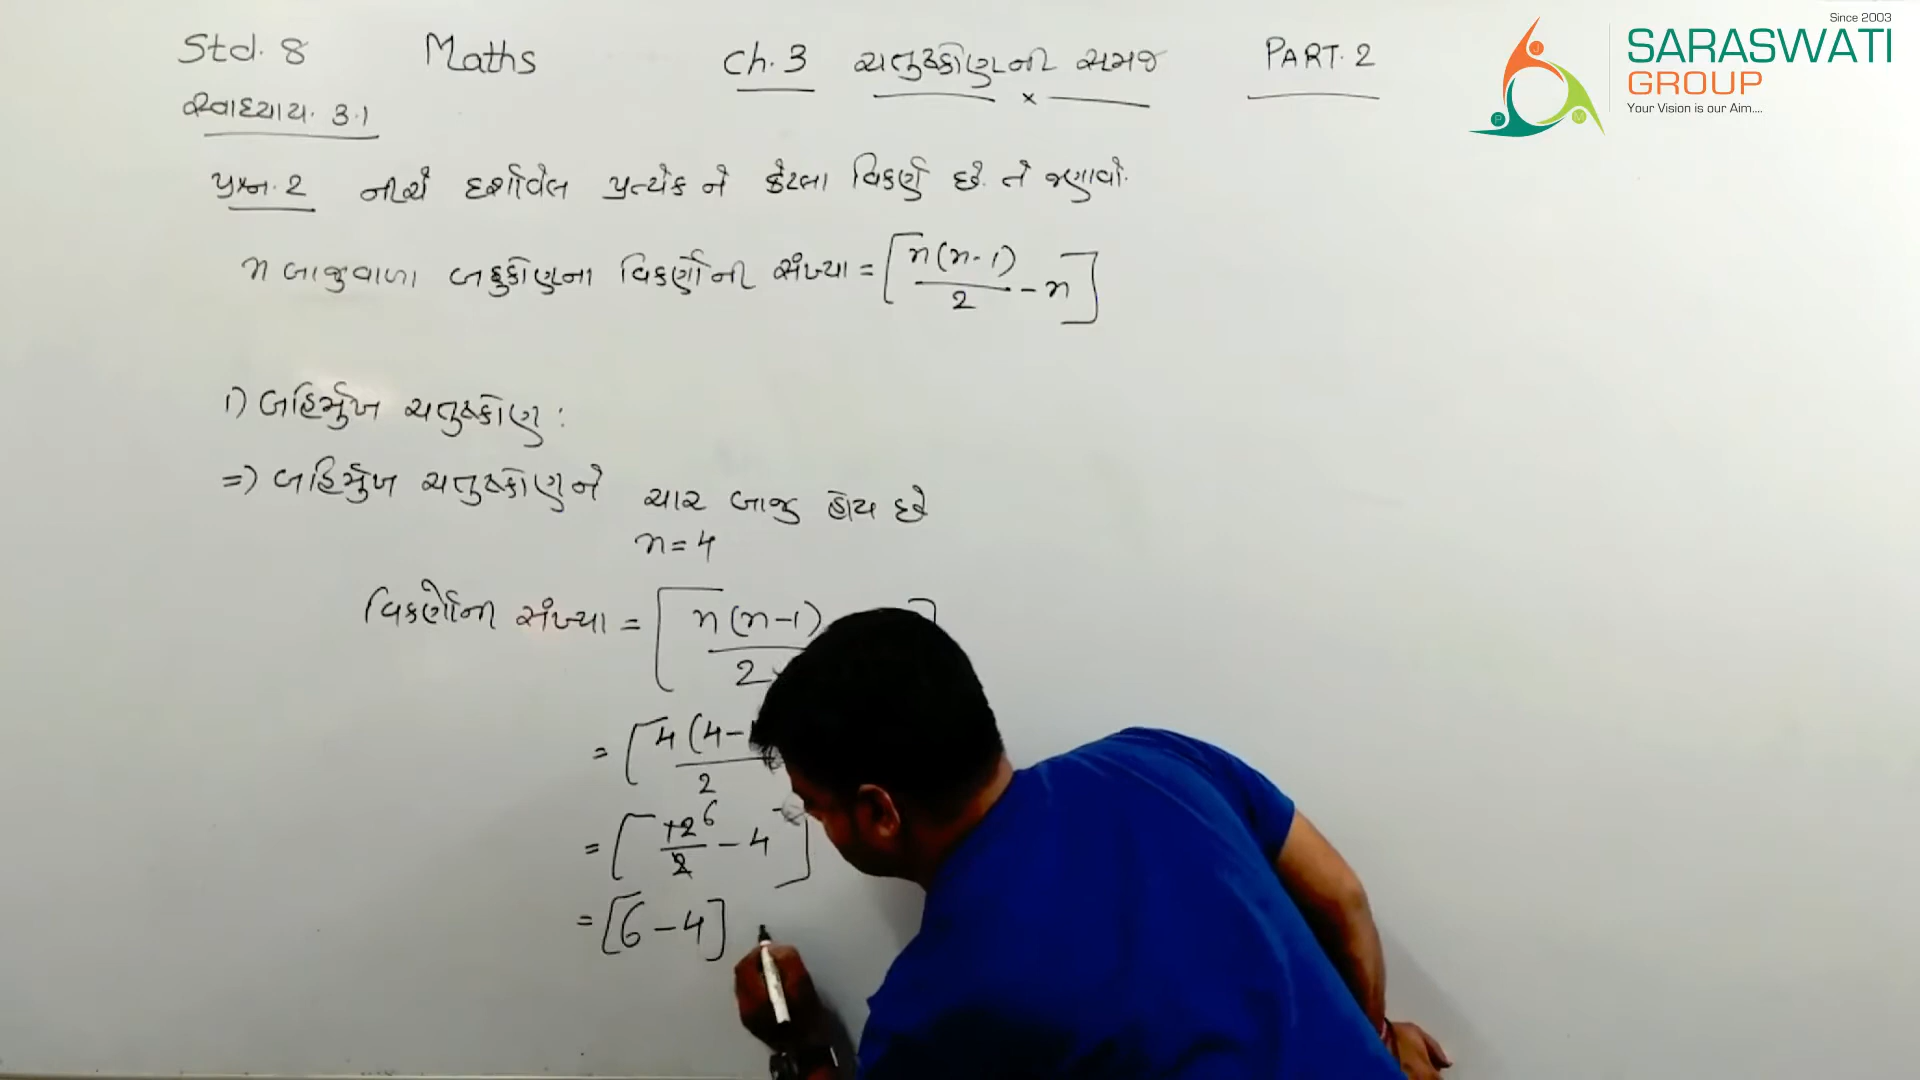 Since 2003
SARASWATI
GROUP
Your Vision is our Aim....
J
P
M
Std. 8 Maths Ch. 3 ચતુષ્કોણની સમજ PART. 2
સ્વાધ્યાય. 3.1
પ્રશ્ન. 2 નીચે દર્શાવેલ પ્રત્યેક ને કેટલા વિકર્ણ છે. તે જણાવો.
n બાજુવાળા બહુકોણના વિકર્ણોની સંખ્યા = [n(n-1)/2 - n]
1) બહિર્મુખ ચતુષ્કોણ :
=) બહિર્મુખ ચતુષ્કોણને ચાર બાજુ હોય છે
n = 4
વિકર્ણોની સંખ્યા = [n(n-1)/2 ]
= [4(4-/2
= [12 6/2 - 4]
= [6 - 4]